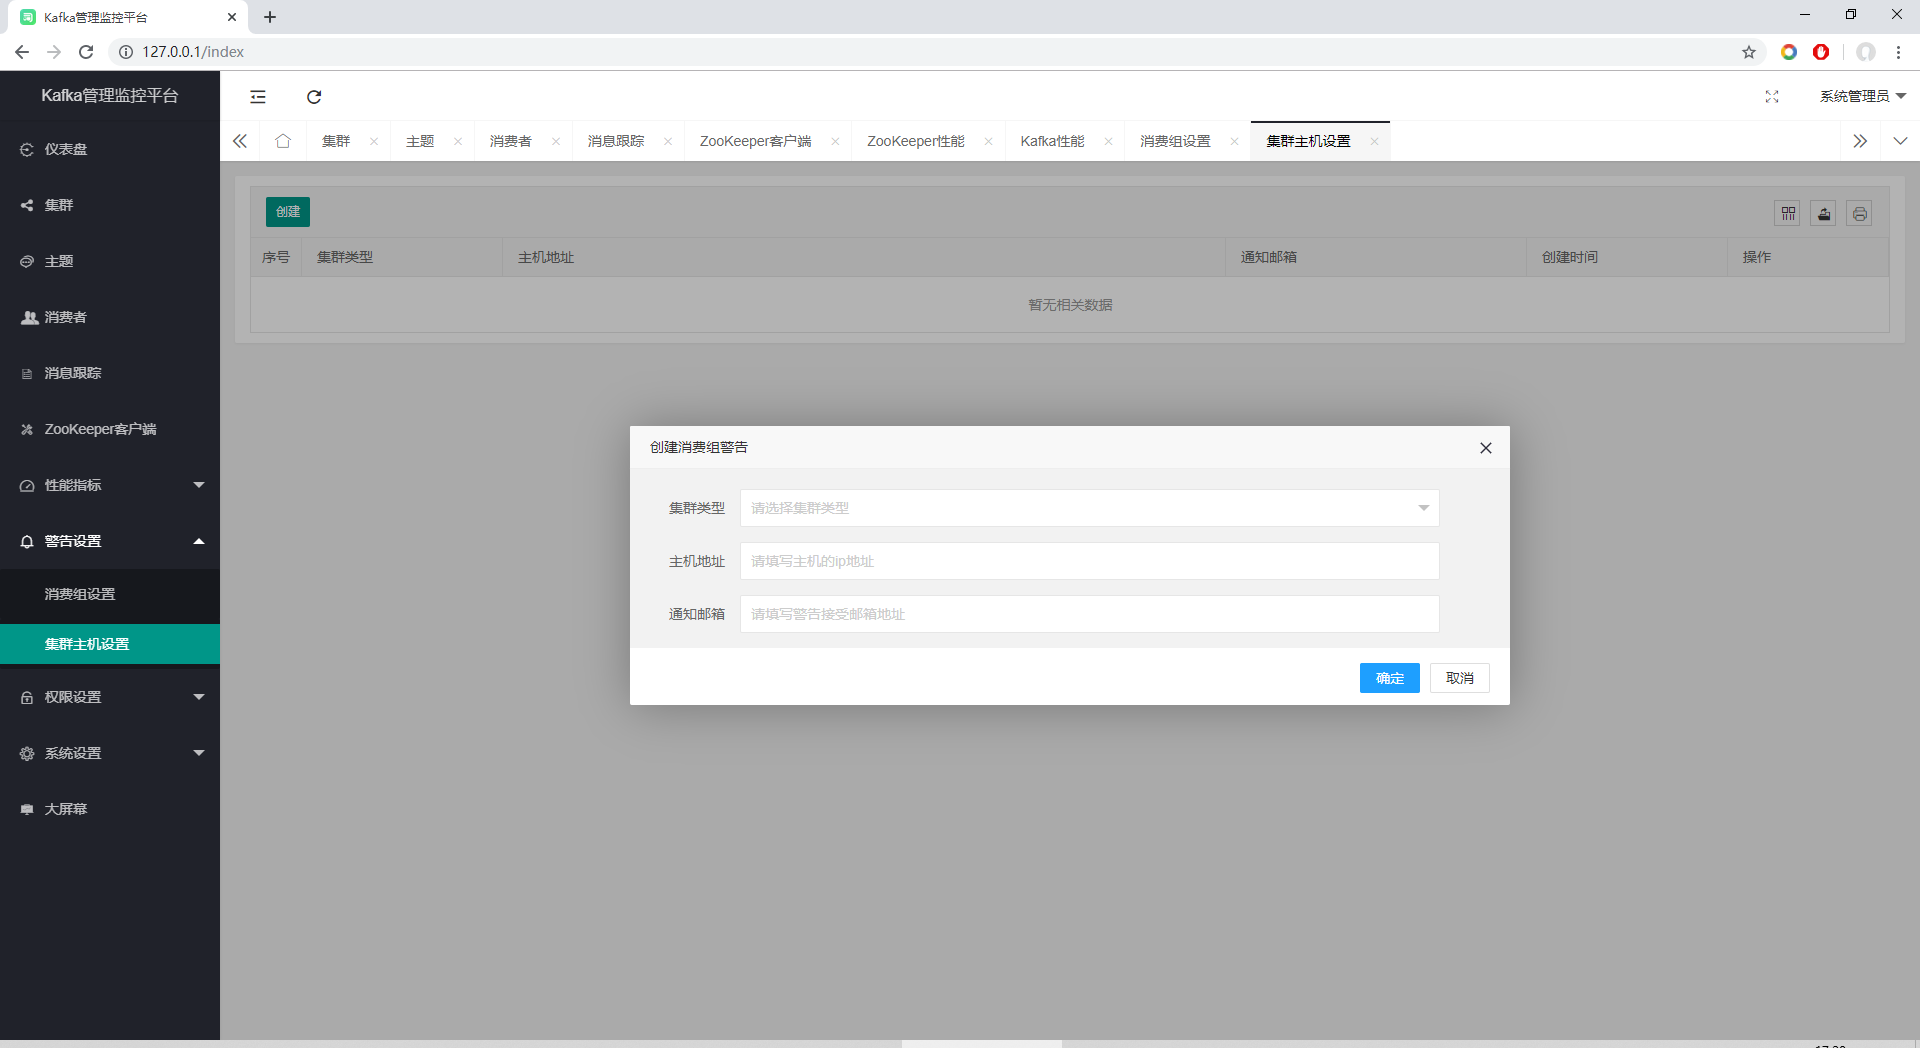 Kafka管理监控平台
127.0.0.1/index
Kafka管理监控平台
系统管理员
仪表盘
集群
主题
消费者
消息跟踪
ZooKeeper客户端
性能指标
警告设置
消费组设置
集群主机设置
权限设置
系统设置
大屏幕
集群 主题 消费者 消息跟踪 ZooKeeper客户端 ZooKeeper性能 Kafka性能 消费组设置 集群主机设置
创建
序号 集群类型 主机地址 通知邮箱 创建时间 操作
暂无相关数据
创建消费组警告
集群类型 请选择集群类型
主机地址 请填写主机的ip地址
通知邮箱 请填写警告接受邮箱地址
确定 取消